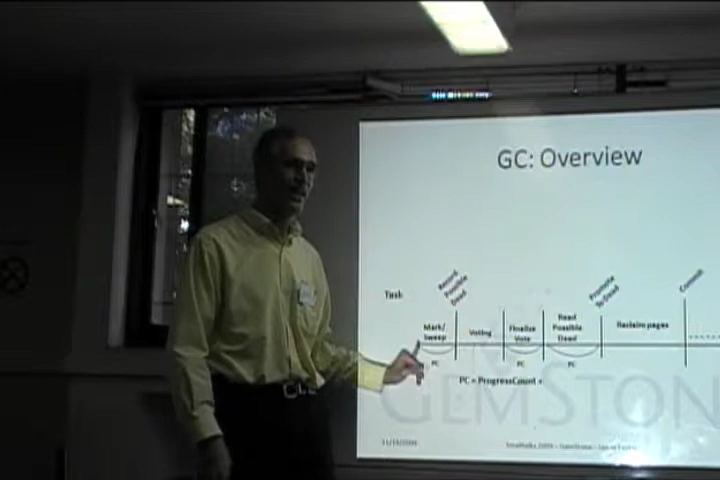 GC: Overview
Record
Possible
Dead
Promote
To Dead
Commit
Task
Mark/
Sweep
Voting
Finalize
Vote
Read
Possible
Dead
Reclaim pages
PC
PC
PC
PC = ProgressCount
GEMSTON